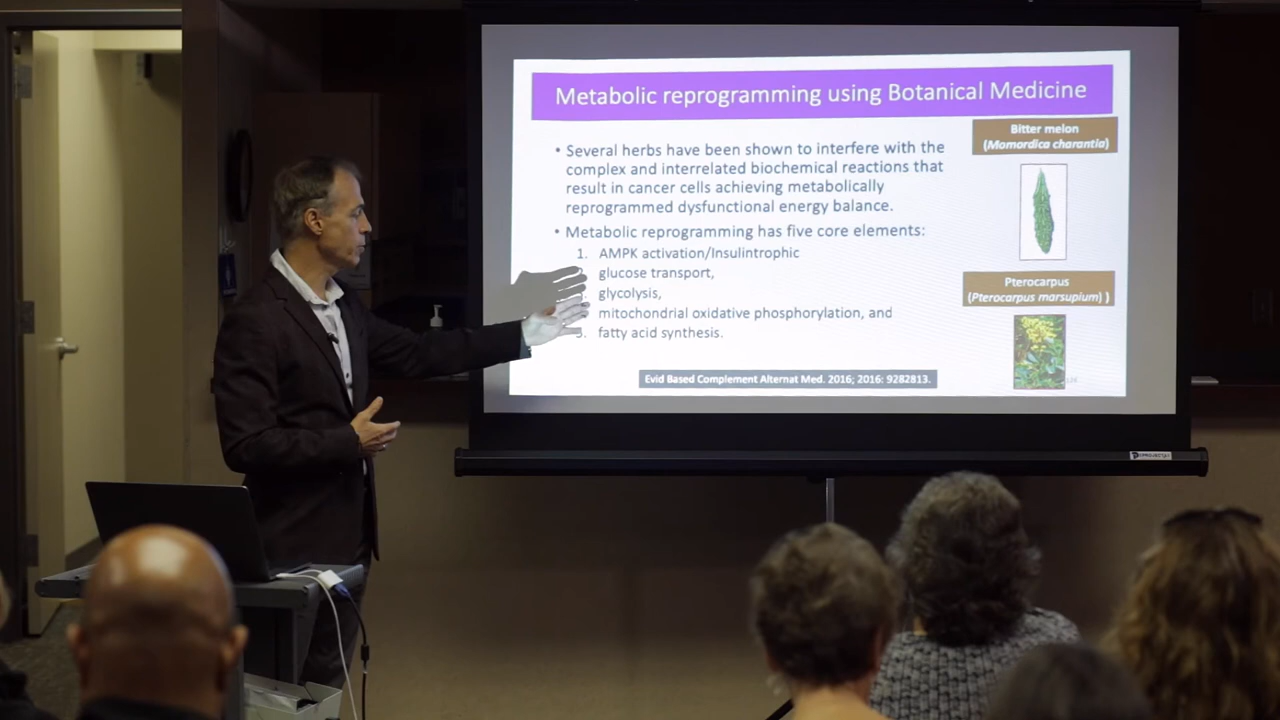 Metabolic reprogramming using Botanical Medicine
• Several herbs have been shown to interfere with the
complex and interrelated biochemical reactions that
result in cancer cells achieving metabolically
reprogrammed dysfunctional energy balance.
• Metabolic reprogramming has five core elements:
1. AMPK activation/Insulintrophic
glucose transport,
glycolysis,
mitochondrial oxidative phosphorylation, and
5. fatty acid synthesis.
Evid Based Complement Alternat Med. 2016; 2016: 9282813.
Bitter melon
(Mamordica charantia)
Pterocarpus
(Pterocarpus marsupium) )